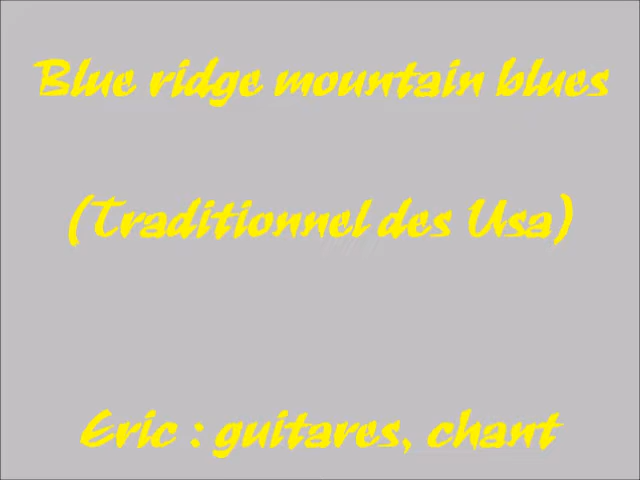 Blue ridge mountain blues
(Traditionnel des Usa)
Eric : guitares, chant